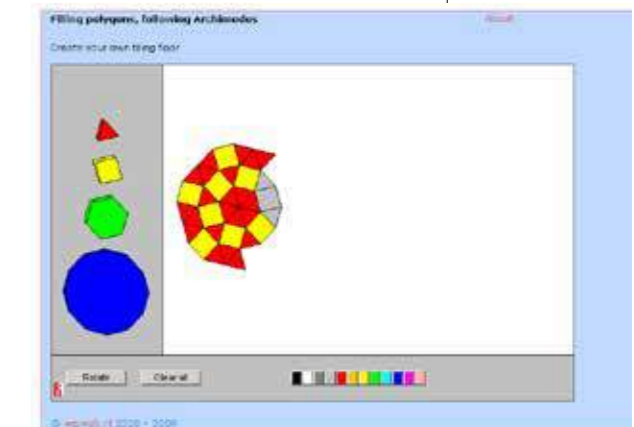 Filling polygons, following Archimedes
About
Create your own tiling floor
Rotate
Clear all